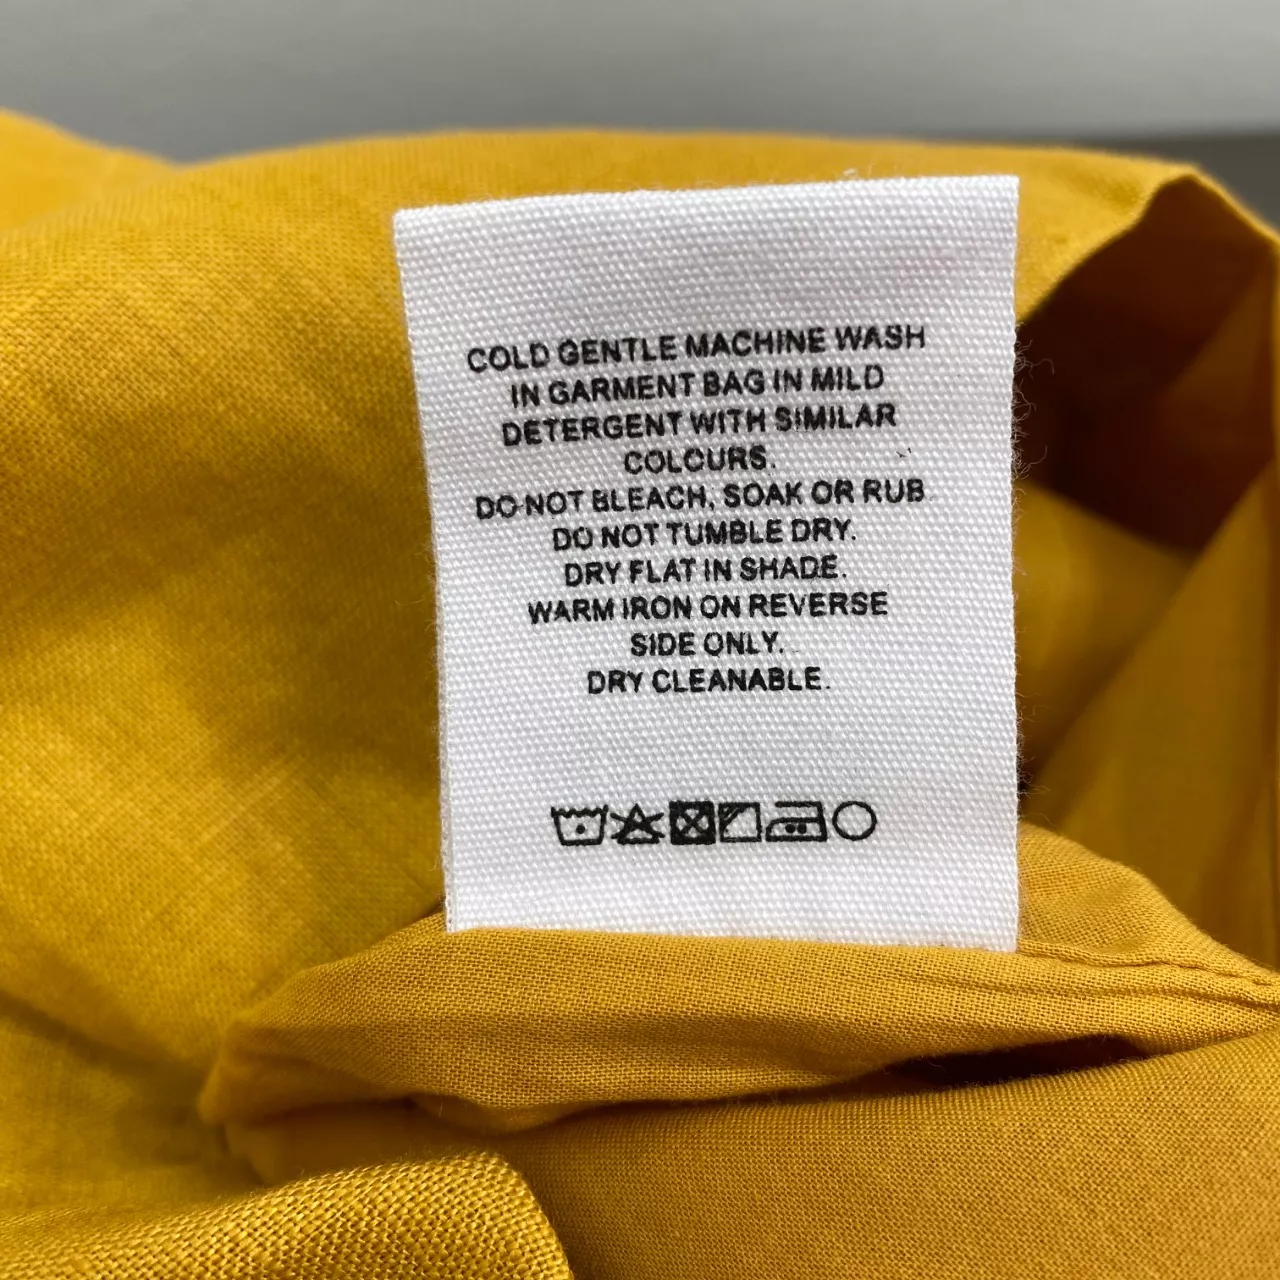 COLD GENTLE MACHINE WASH
IN GARMENT BAG IN MILD
DETERGENT WITH SIMILAR
COLOURS.
DO NOT BLEACH, SOAK OR RUB
DO NOT TUMBLE DRY.
DRY FLAT IN SHADE.
WARM IRON ON REVERSE
SIDE ONLY.
DRY CLEANABLE.